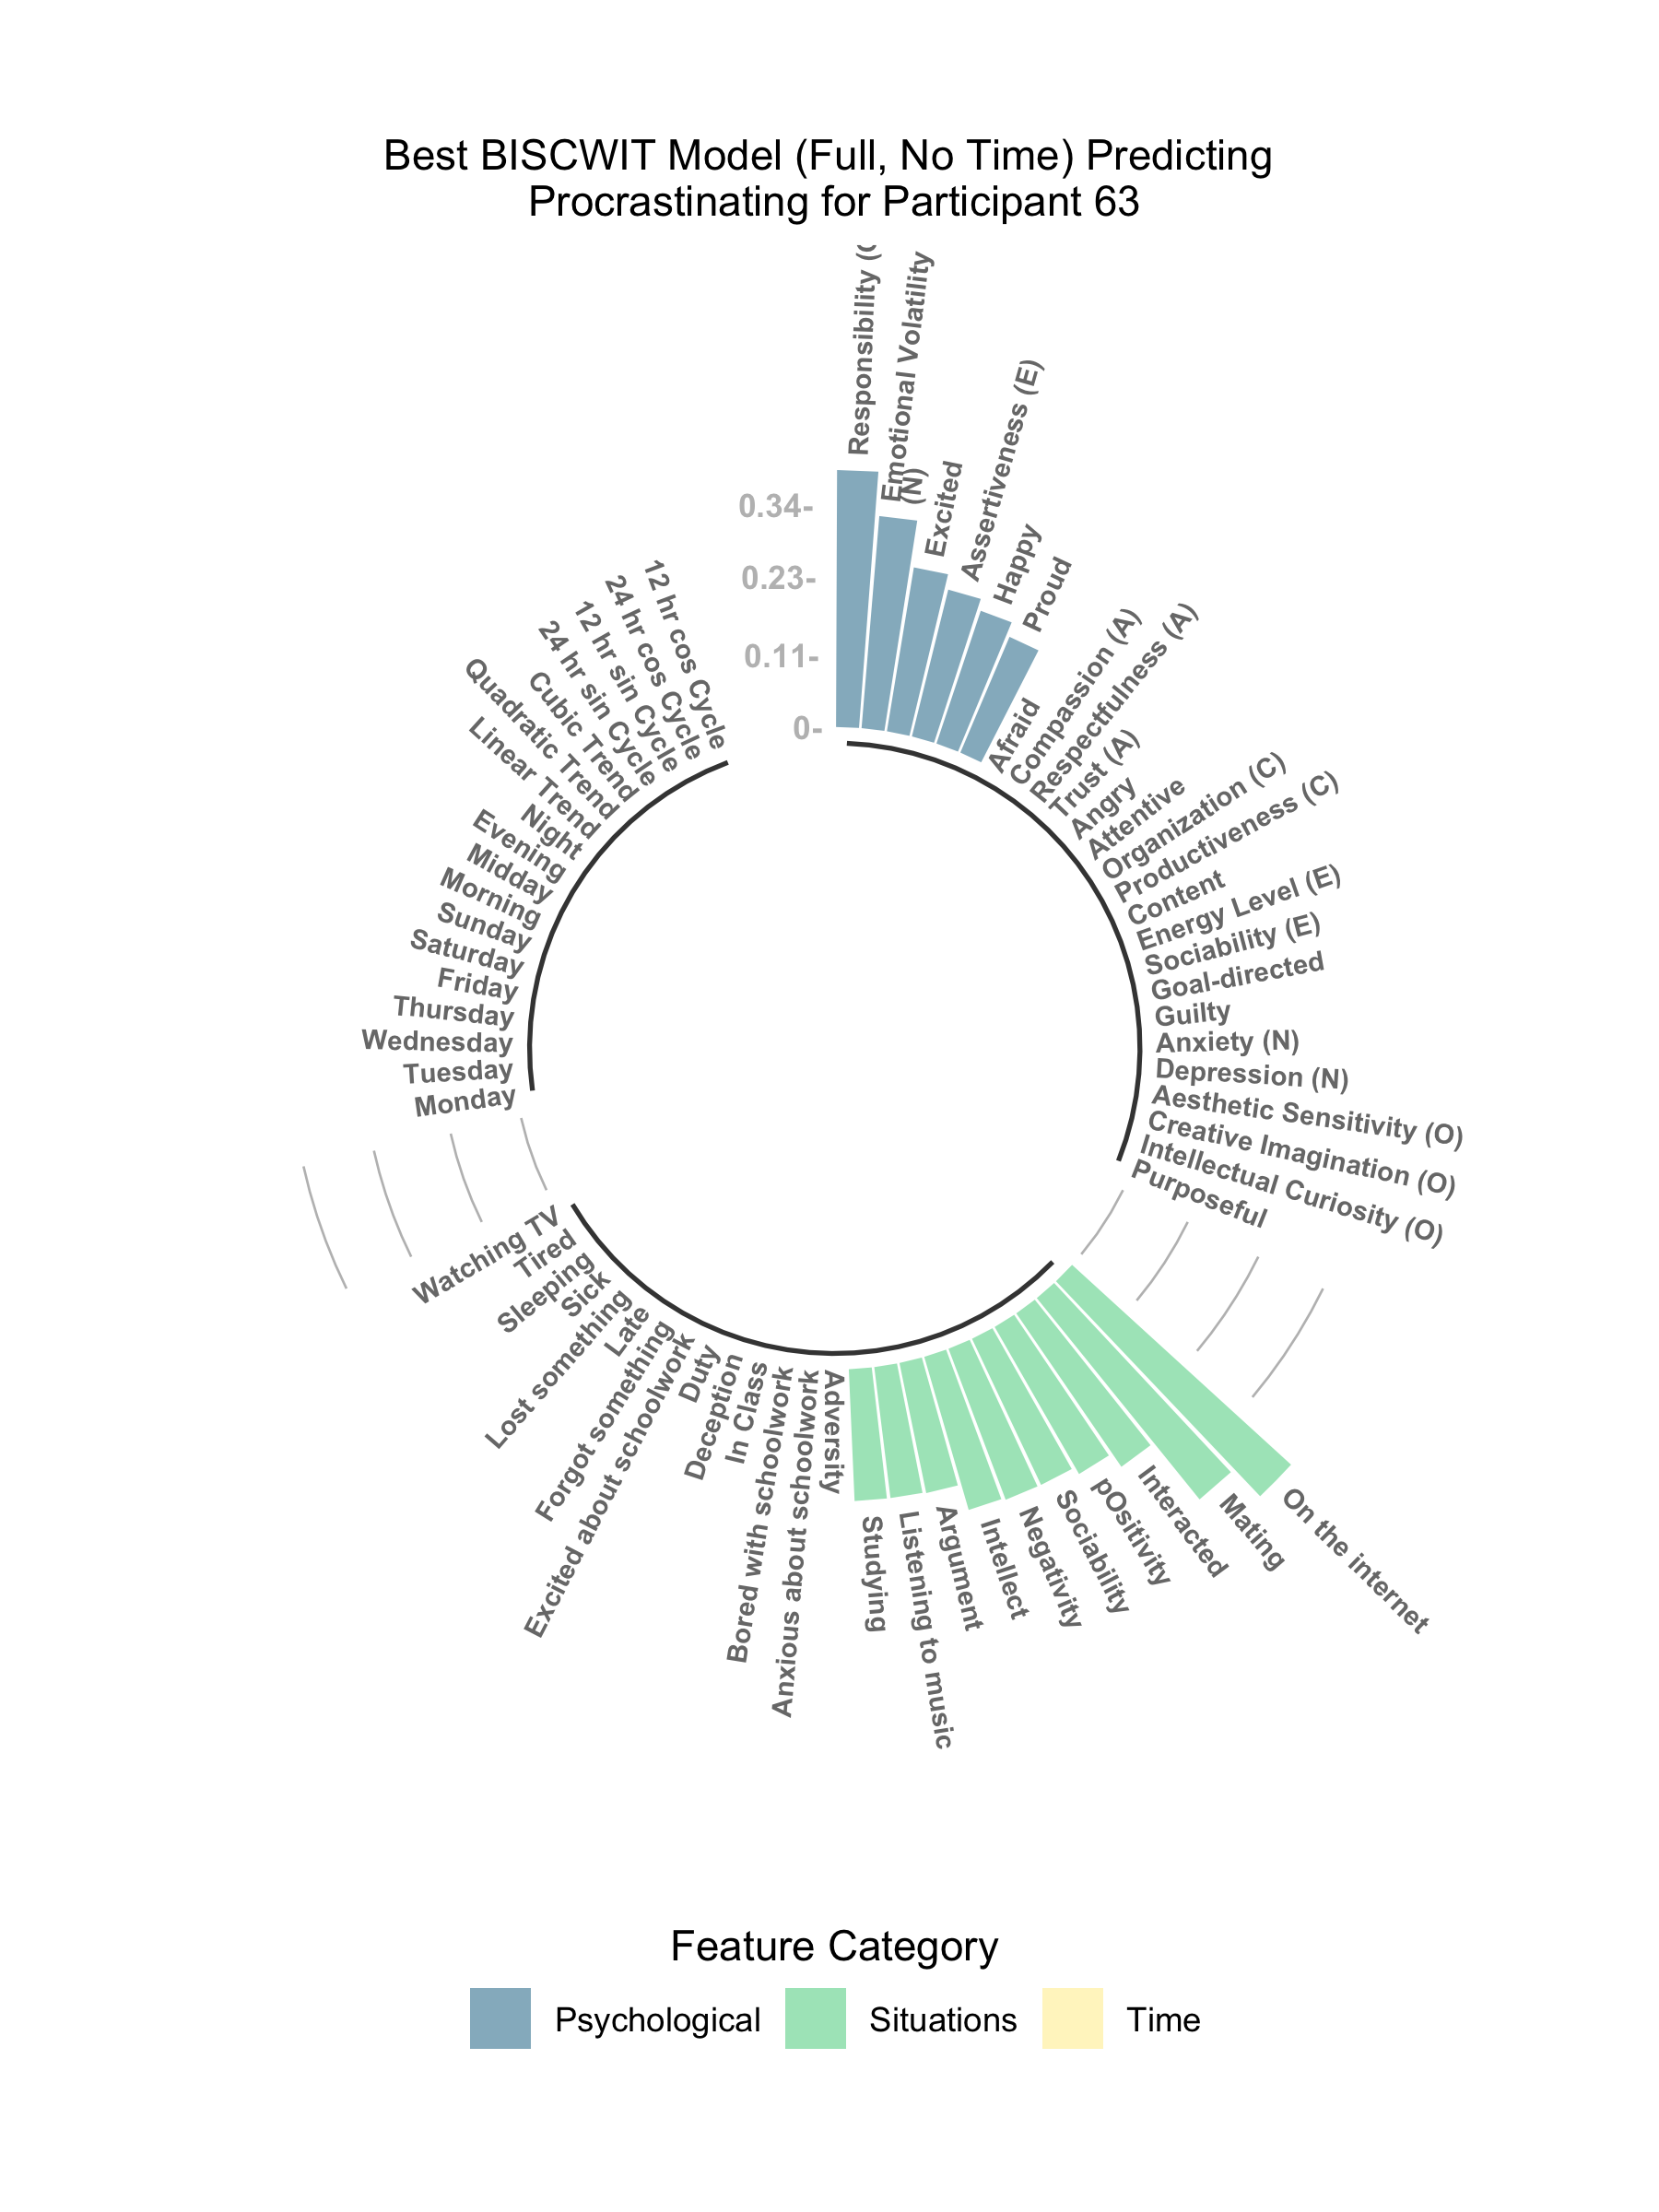 Best BISCWIT Model (Full, No Time) Predicting
Procrastinating for Participant 63
0.34-
0.23-
0.11-
0-
Responsibility (
Emotional Volatility
(N)
Excited
Assertiveness (E)
Happy
Proud
Afraid
Compassion (A)
Respectfulness (A)
Trust (A)
Angry
Attentive
Organization (C)
Productiveness (C)
Content
Energy Level (E)
Sociability (E)
Goal-directed
Guilty
Anxiety (N)
Depression (N)
Aesthetic Sensitivity (O)
Creative Imagination (O)
Intellectual Curiosity (O)
Purposeful
On the internet
Mating
Interacted
pOsitivity
Sociability
Negativity
Intellect
Argument
Listening to music
Studying
Adversity
Anxious about schoolwork
Bored with schoolwork
In Class
Deception
Duty
Excited about schoolwork
Forgot something
Late
Lost something
Sick
Sleeping
Tired
Watching TV
Monday
Tuesday
Wednesday
Thursday
Friday
Saturday
Sunday
Morning
Midday
Evening
Night
Linear Trend
Quadratic Trend
Cubic Trend
24 hr sin Cycle
12 hr sin Cycle
24 hr cos Cycle
12 hr cos Cycle
Feature Category
Psychological
Situations
Time